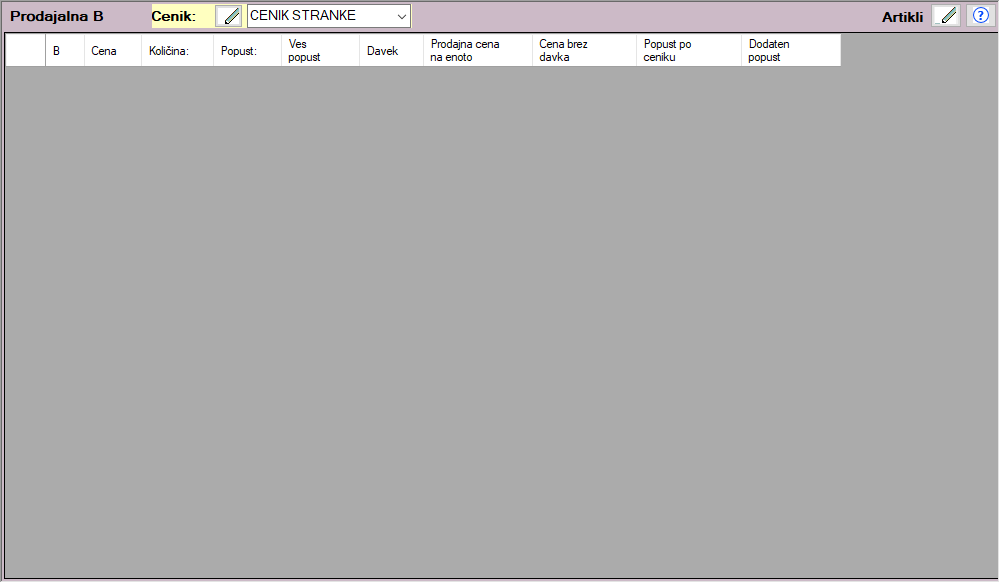 Prodajalna B Cenik: CENIK STRANKE Artikli ?
B Cena Količina: Popust: Ves popust Davek Prodajna cena na enoto Cena brez davka Popust po ceniku Dodaten popust